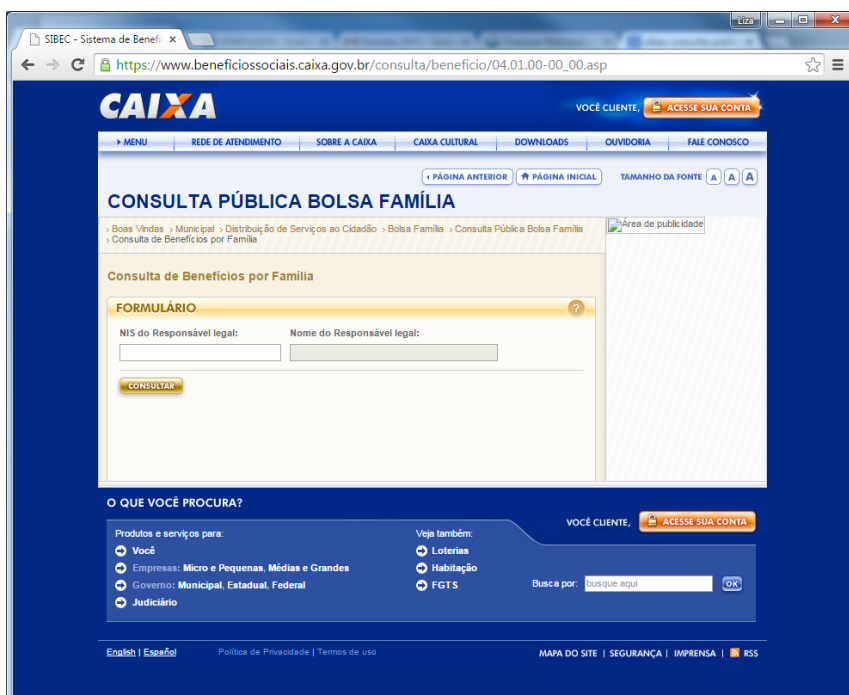 Liza
SIBEC - Sistema de Benefi
https://www.beneficiossociais.caixa.gov.br/consulta/beneficio/04.01.00-00_00.asp
CAIXA
VOCÊ CLIENTE, ACESSE SUA CONTA
MENU REDE DE ATENDIMENTO SOBRE A CAIXA CAIXA CULTURAL DOWNLOADS OUVIDORIA FALE CONOSCO
PÁGINA ANTERIOR PÁGINA INICIAL TAMANHO DA FONTE A A A
CONSULTA PÚBLICA BOLSA FAMÍLIA
› Boas Vindas › Municipal › Distribuição de Serviços ao Cidadão › Bolsa Família › Consulta Pública Bolsa Família
› Consulta de Benefícios por Família
Área de publicidade
Consulta de Benefícios por Família
FORMULÁRIO ?
NIS do Responsável legal: Nome do Responsável legal:
CONSULTAR
O QUE VOCÊ PROCURA?
VOCÊ CLIENTE, ACESSE SUA CONTA
Produtos e serviços para: Veja também:
Você Loterias
Empresas: Micro e Pequenas, Médias e Grandes Habitação
Governo: Municipal, Estadual, Federal FGTS
Busca por: busque aqui OK
Judiciário
English | Español Política de Privacidade | Termos de uso MAPA DO SITE | SEGURANÇA | IMPRENSA | RSS